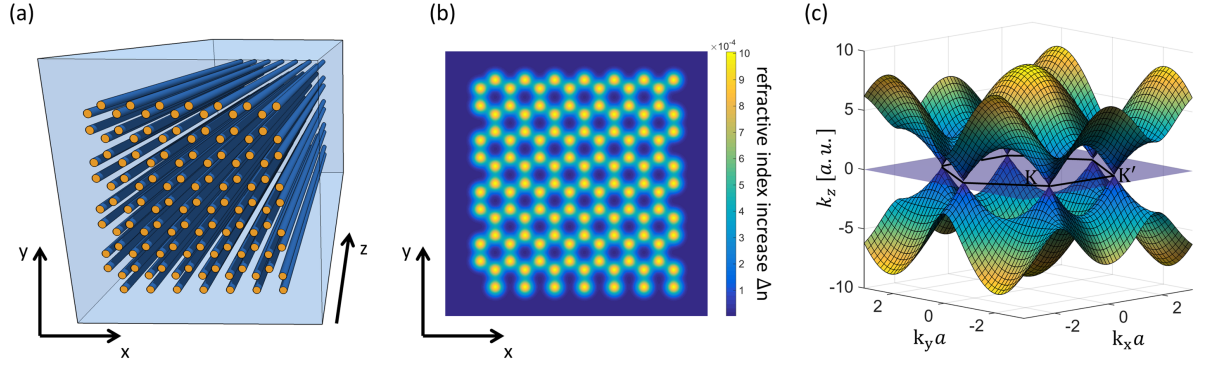 (a)
y
x
z
(b)
y
x
×10⁻⁴
10
9
8
7
6
5
4
3
2
1
refractive index increase Δn
(c)
10
5
0
-5
-10
k_z [a. u.]
K
K′
2
0
-2
k_y a
-2
0
2
k_x a